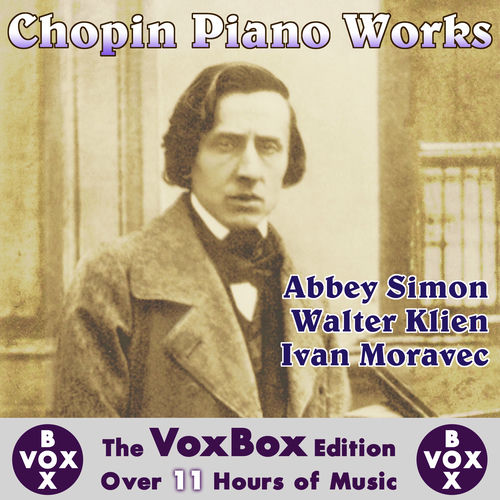 Chopin Piano Works
Abbey Simon
Walter Klien
Ivan Moravec
VOX BOX
The VoxBox Edition
Over 11 Hours of Music
VOX BOX